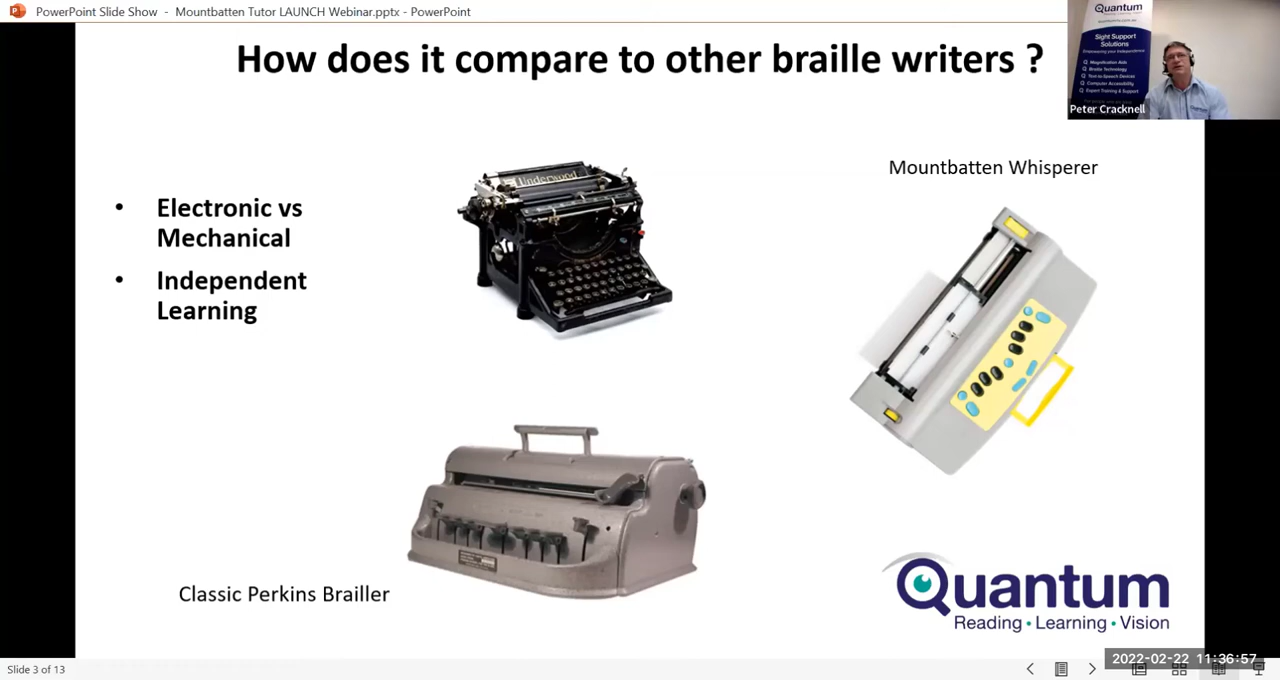 PowerPoint Slide Show - Mountbatten Tutor LAUNCH Webinar.pptx - PowerPoint
How does it compare to other braille writers ?
Quantum
Sight Support
Solutions
Magnification Aids
Braille Technology
Text-to-Speech Devices
Computer Accessibility
Expert Training & Support
Peter Cracknell
Mountbatten Whisperer
• Electronic vs
Mechanical
• Independent
Learning
Underwood
Classic Perkins Brailler
Quantum
Reading • Learning • Vision
Slide 3 of 13
2022-02-22 11:36:57